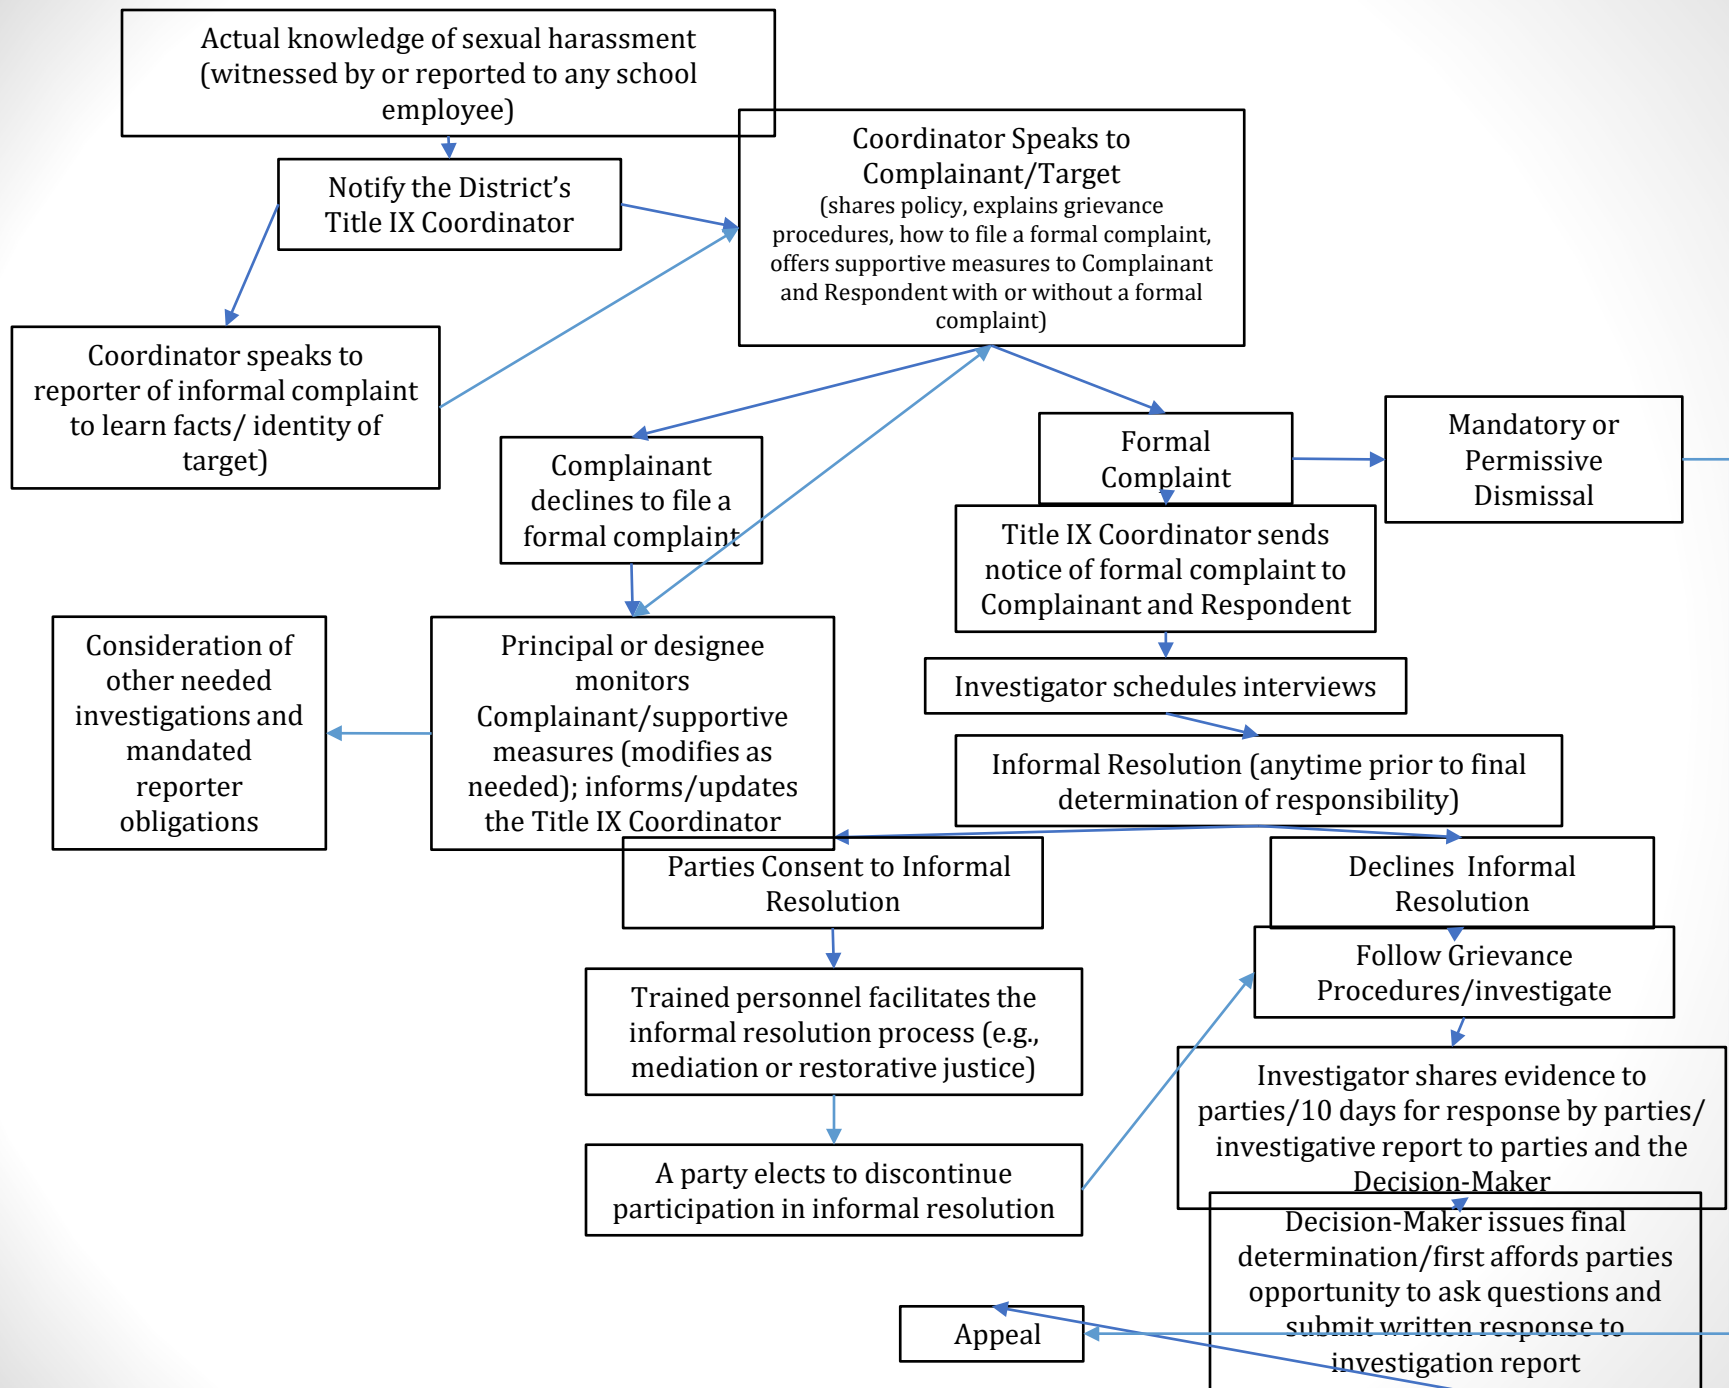 Actual knowledge of sexual harassment
(witnessed by or reported to any school
employee)
Notify the District’s
Title IX Coordinator
Coordinator Speaks to
Complainant/Target
(shares policy, explains grievance
procedures, how to file a formal complaint,
offers supportive measures to Complainant
and Respondent with or without a formal
complaint)
Coordinator speaks to
reporter of informal complaint
to learn facts/ identity of
target)
Complainant
declines to file a
formal complaint
Formal
Complaint
Mandatory or
Permissive
Dismissal
Title IX Coordinator sends
notice of formal complaint to
Complainant and Respondent
Consideration of
other needed
investigations and
mandated
reporter
obligations
Principal or designee
monitors
Complainant/supportive
measures (modifies as
needed); informs/updates
the Title IX Coordinator
Investigator schedules interviews
Informal Resolution (anytime prior to final
determination of responsibility)
Parties Consent to Informal
Resolution
Declines  Informal
Resolution
Trained personnel facilitates the
informal resolution process (e.g.,
mediation or restorative justice)
Follow Grievance
Procedures/investigate
A party elects to discontinue
participation in informal resolution
Investigator shares evidence to
parties/10 days for response by parties/
investigative report to parties and the
Decision-Maker
Decision-Maker issues final
determination/first affords parties
opportunity to ask questions and
submit written response to
investigation report
Appeal